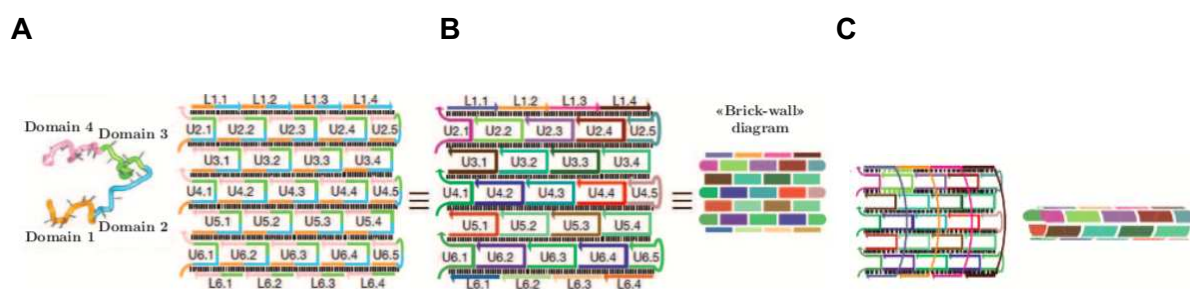 A
B
C
Domain 4
Domain 3
Domain 1
Domain 2
L1.1 L1.2 L1.3 L1.4
U2.1 U2.2 U2.3 U2.4 U2.5
U3.1 U3.2 U3.3 U3.4
U4.1 U4.2 U4.3 U4.4 U4.5
U5.1 U5.2 U5.3 U5.4
U6.1 U6.2 U6.3 U6.4 U6.5
L6.1 L6.2 L6.3 L6.4
≡
L1.1 L1.2 L1.3 L1.4
U2.1 U2.2 U2.3 U2.4 U2.5
U3.1 U3.2 U3.3 U3.4
U4.1 U4.2 U4.3 U4.4 U4.5
U5.1 U5.2 U5.3 U5.4
U6.1 U6.2 U6.3 U6.4 U6.5
L6.1 L6.2 L6.3 L6.4
≡
«Brick-wall»
diagram